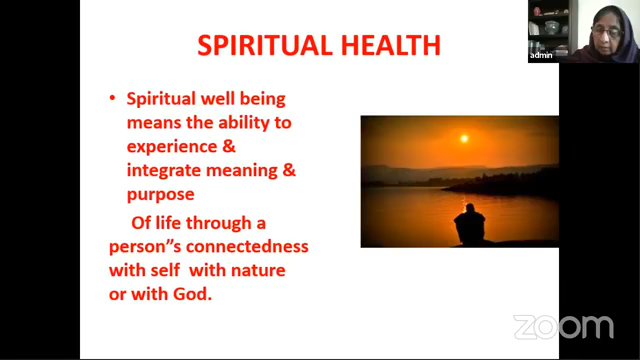 SPIRITUAL HEALTH
• Spiritual well being
means the ability to
experience &
integrate meaning &
purpose
Of life through a
person"s connectedness
with self with nature
or with God.
admin
zoom